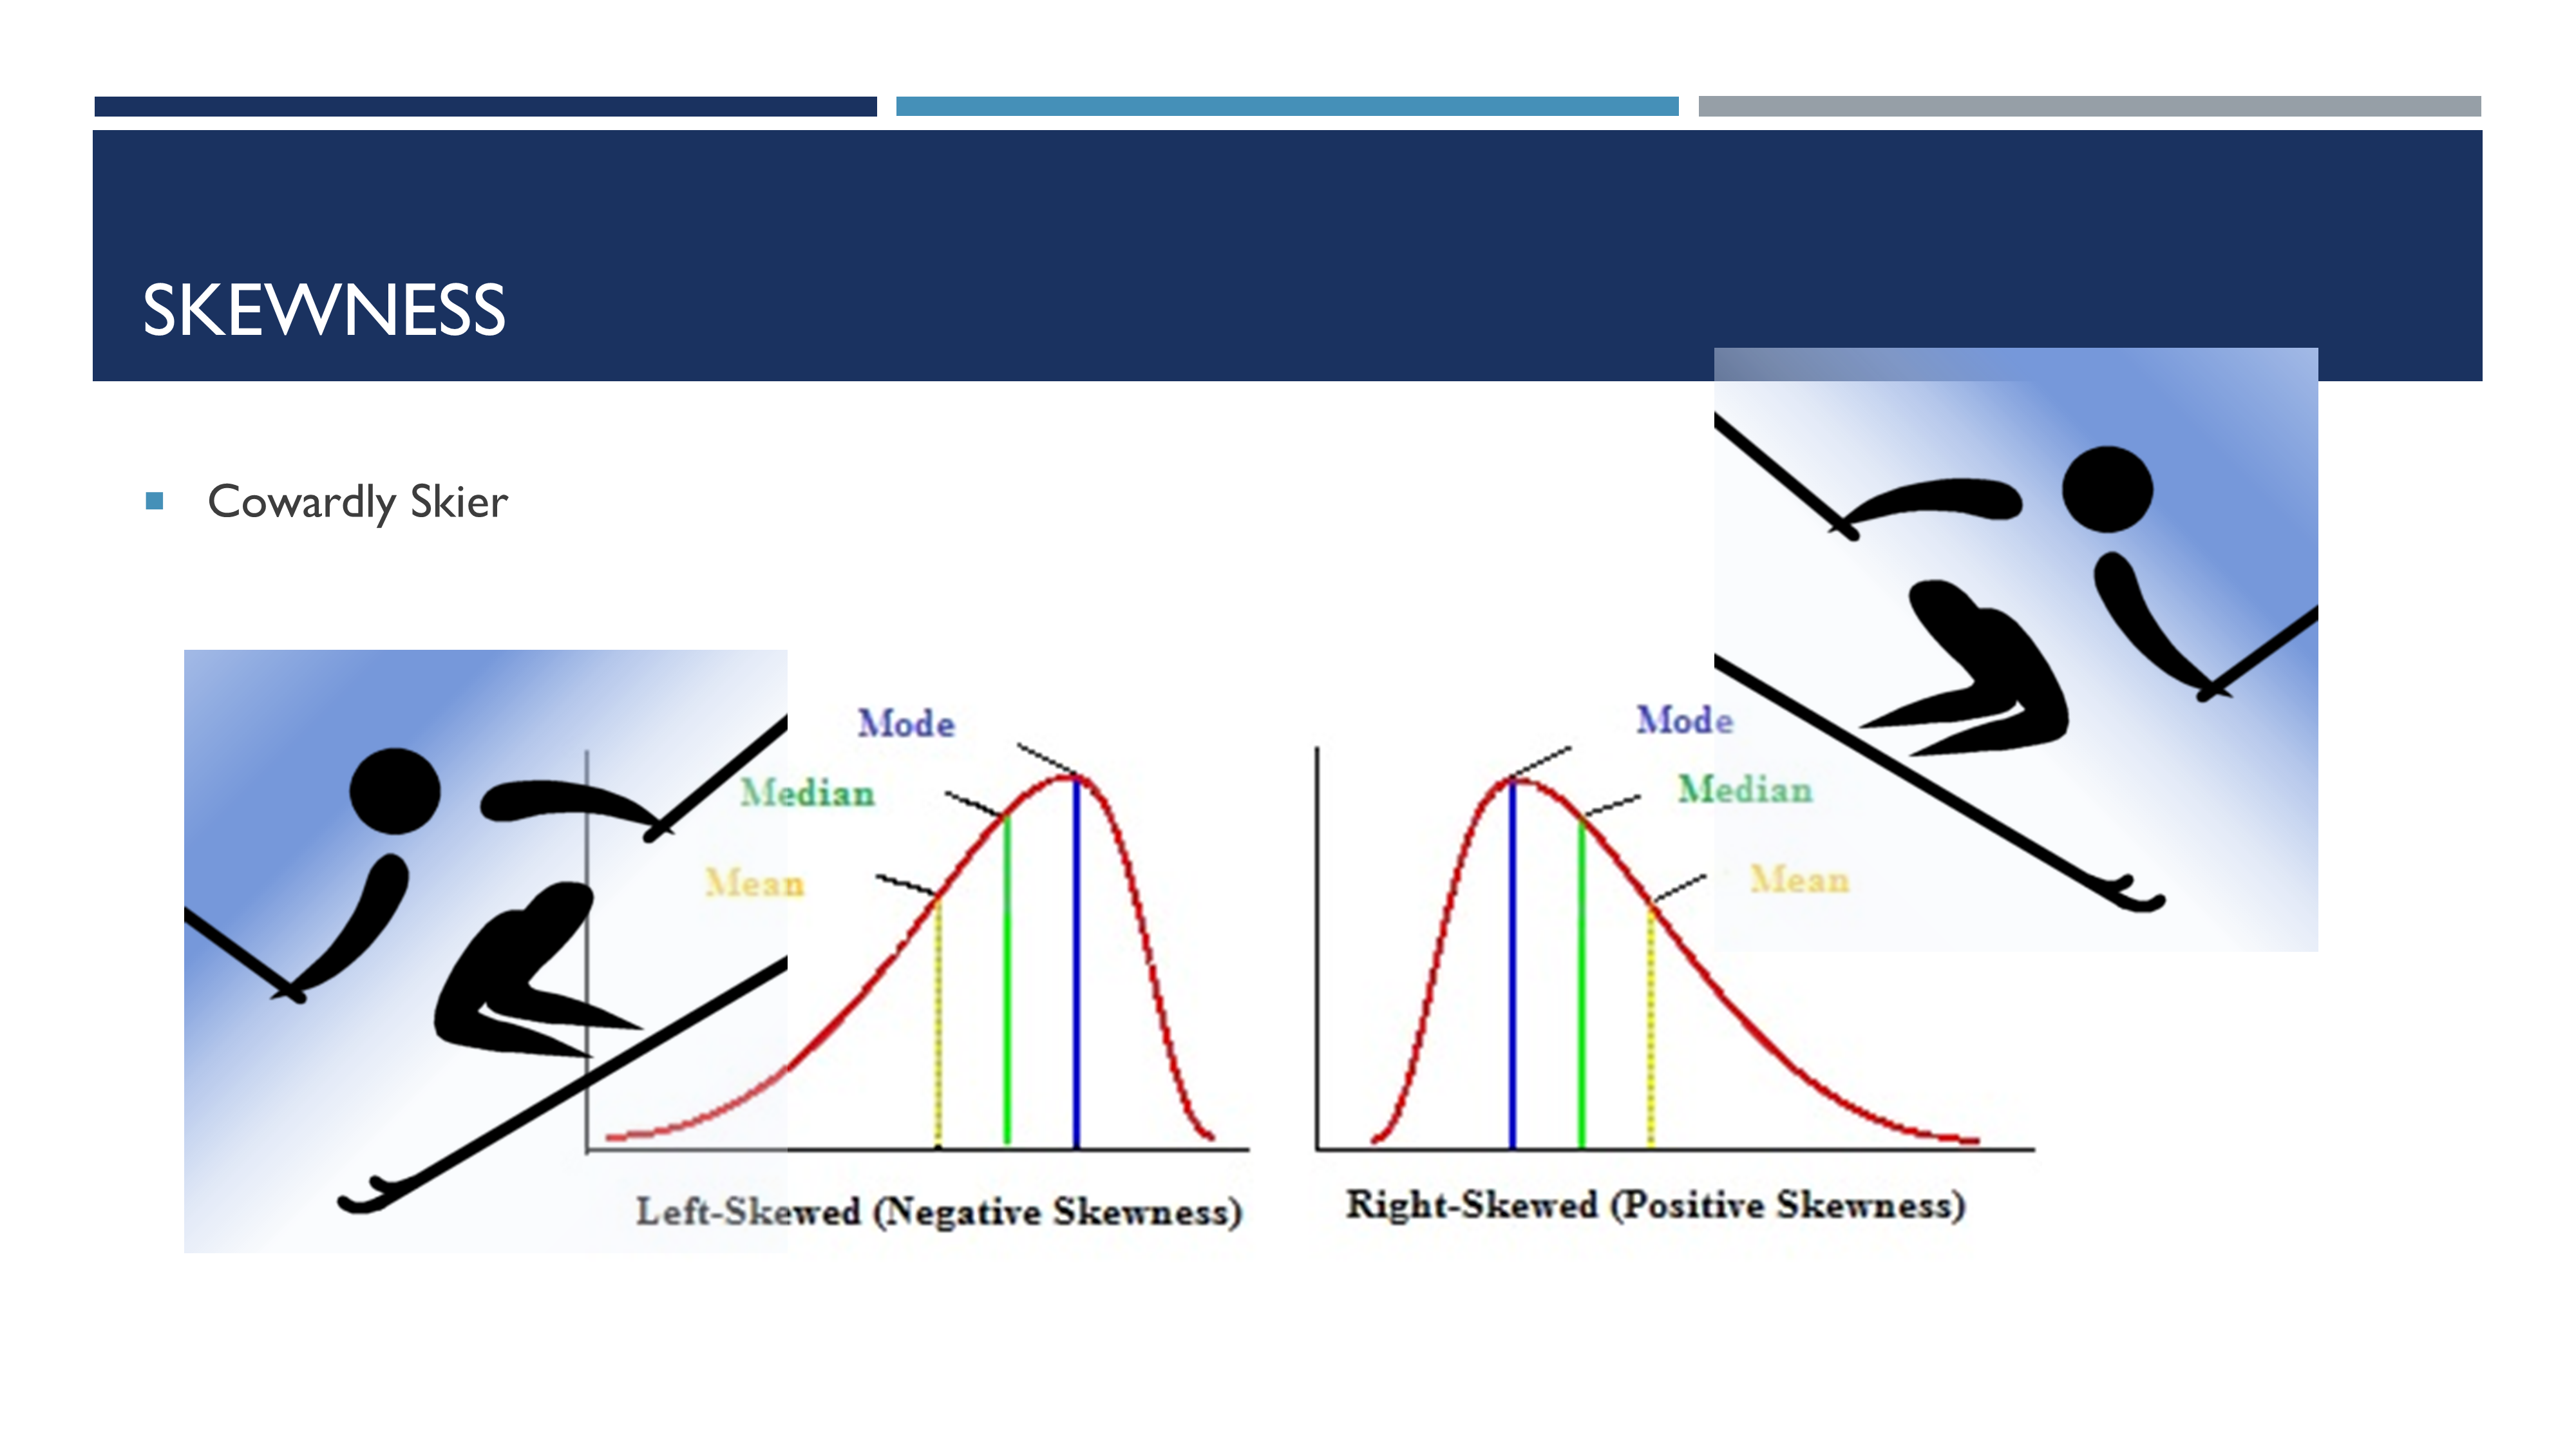 SKEWNESS
Cowardly Skier
Mode
Median
Mean
Left-Skewed (Negative Skewness)
Mode
Median
Mean
Right-Skewed (Positive Skewness)